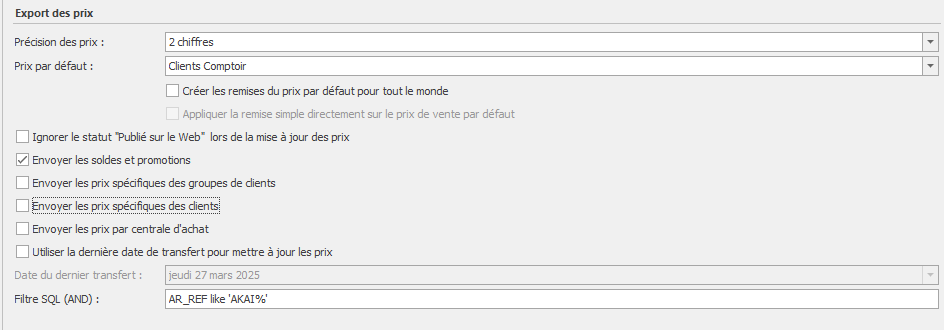 Export des prix
Précision des prix : 2 chiffres
Prix par défaut : Clients Comptoir
Créer les remises du prix par défaut pour tout le monde
Appliquer la remise simple directement sur le prix de vente par défaut
Ignorer le statut "Publié sur le Web" lors de la mise à jour des prix
Envoyer les soldes et promotions
Envoyer les prix spécifiques des groupes de clients
Envoyer les prix spécifiques des clients
Envoyer les prix par centrale d'achat
Utiliser la dernière date de transfert pour mettre à jour les prix
Date du dernier transfert : jeudi 27 mars 2025
Filtre SQL (AND) : AR_REF like 'AKAI%'